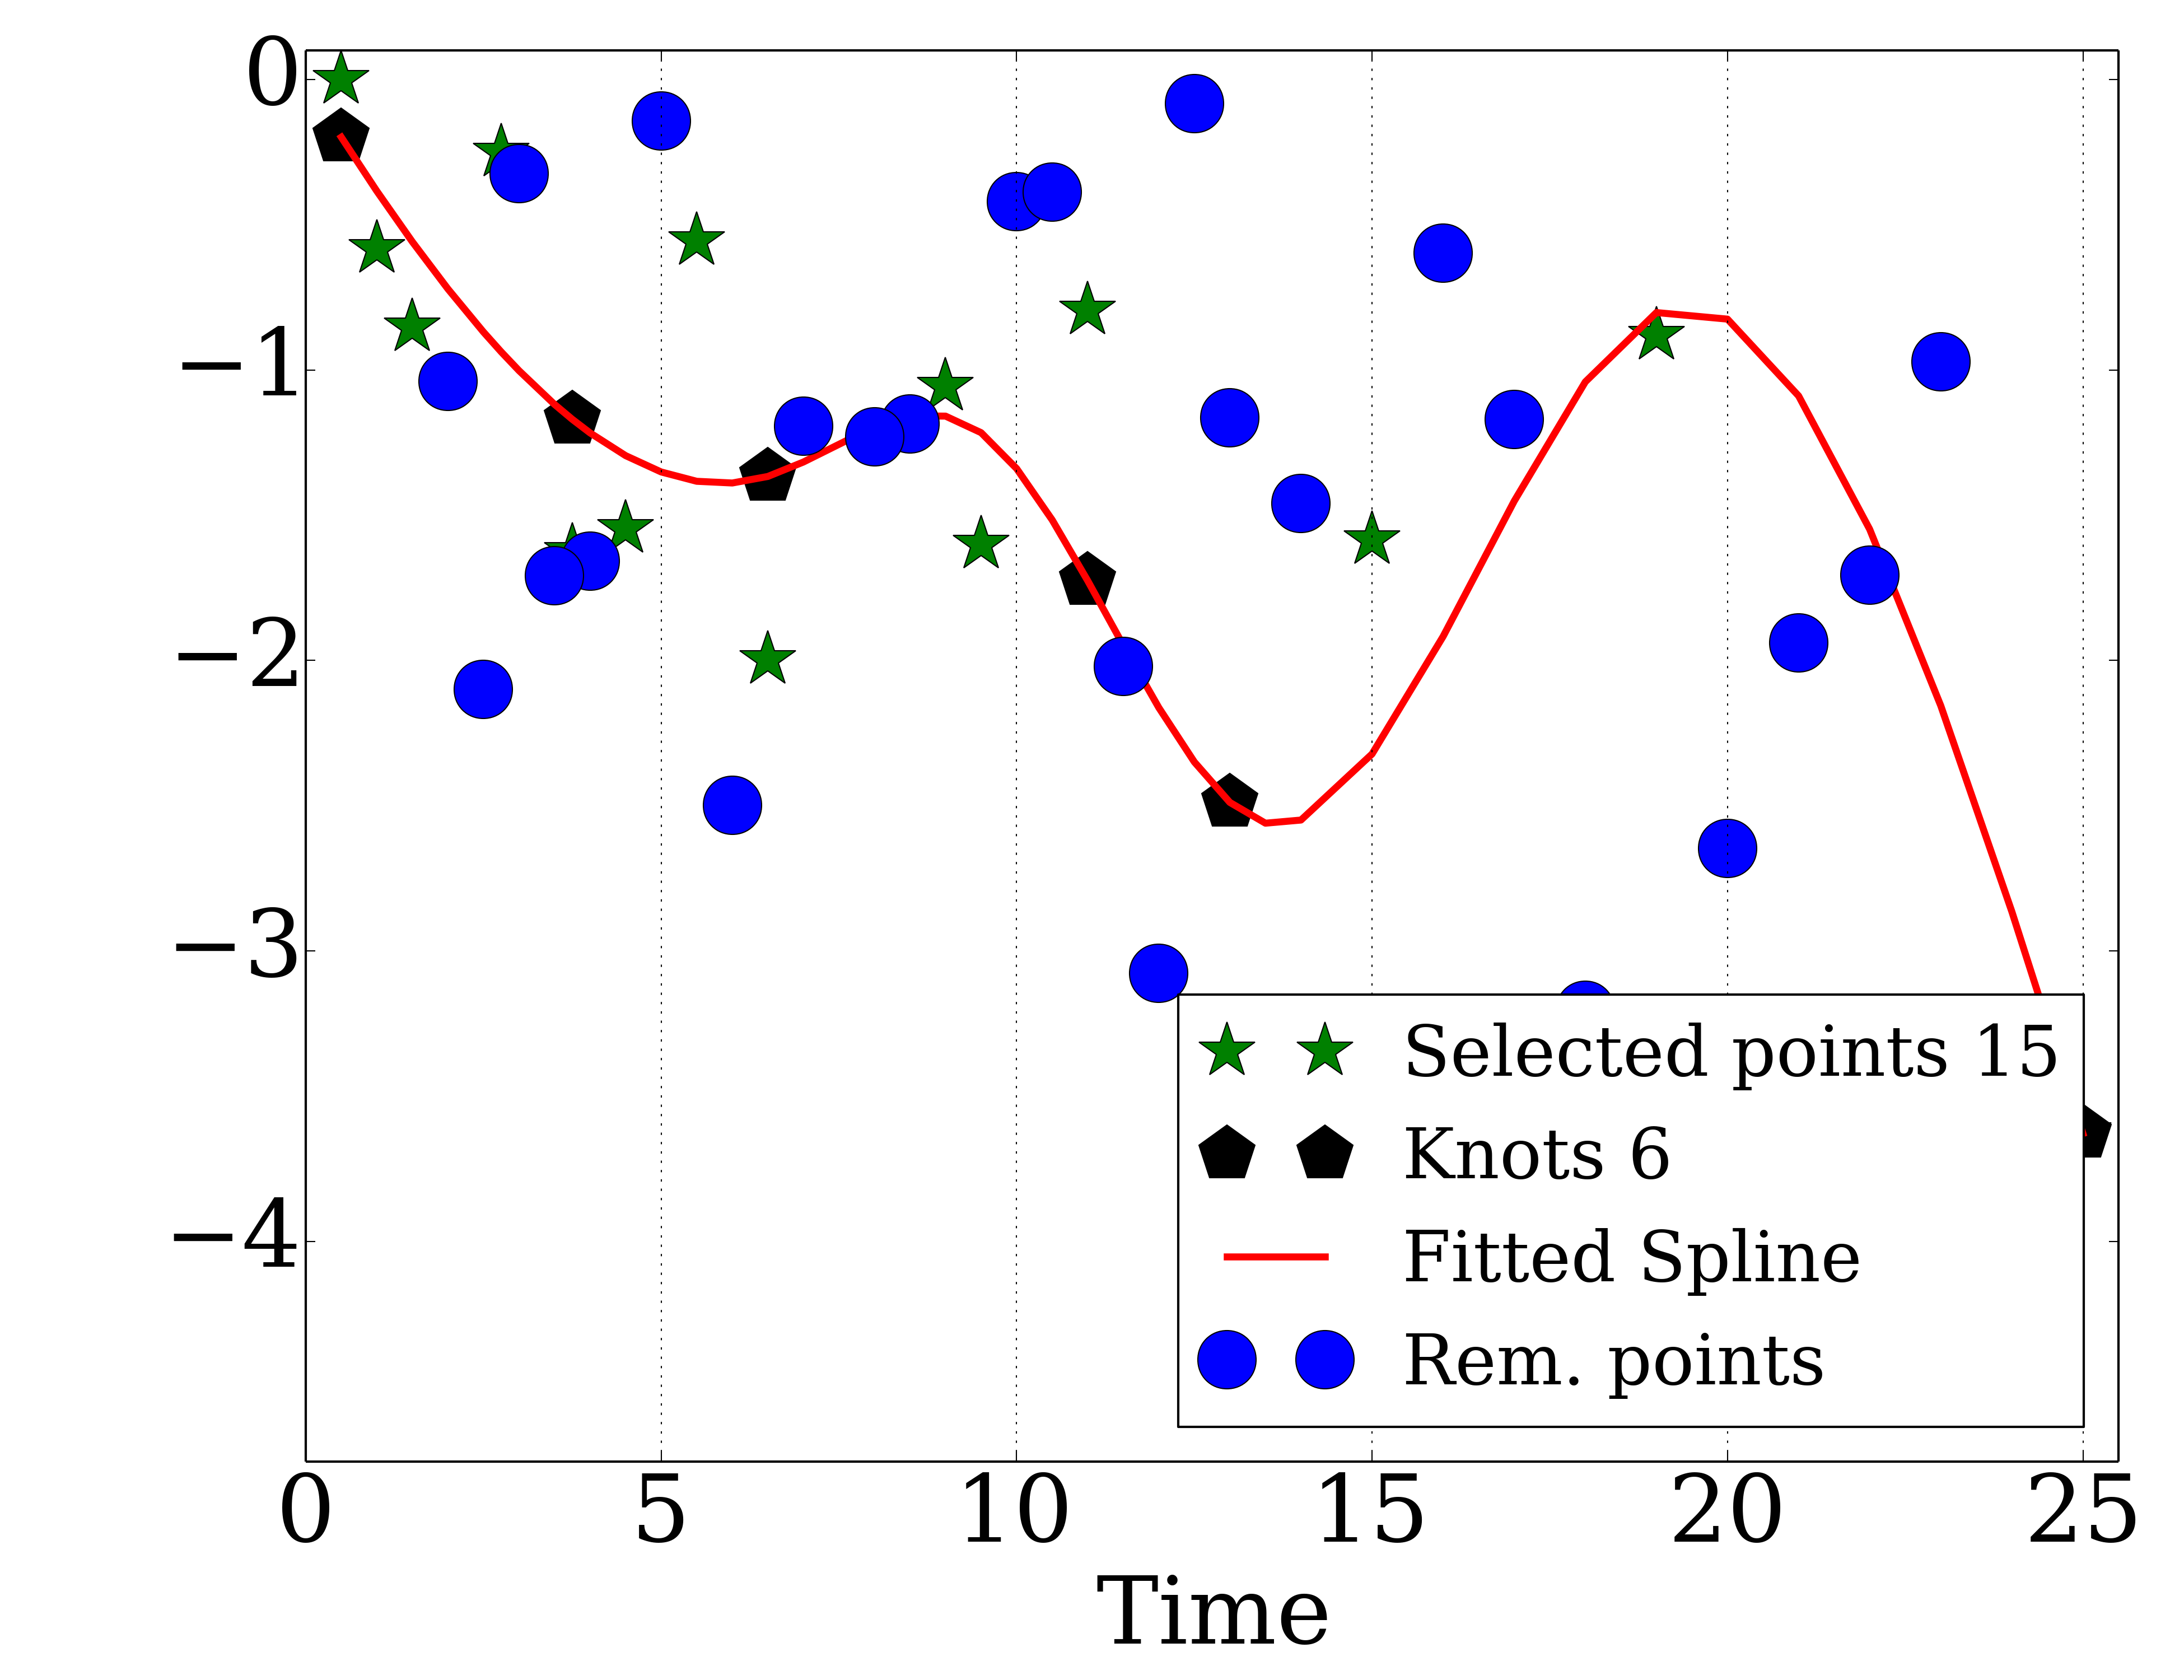 0
−1
−2
−3
−4
Selected points 15
Knots 6
Fitted Spline
Rem. points
0 5 10 15 20 25
Time